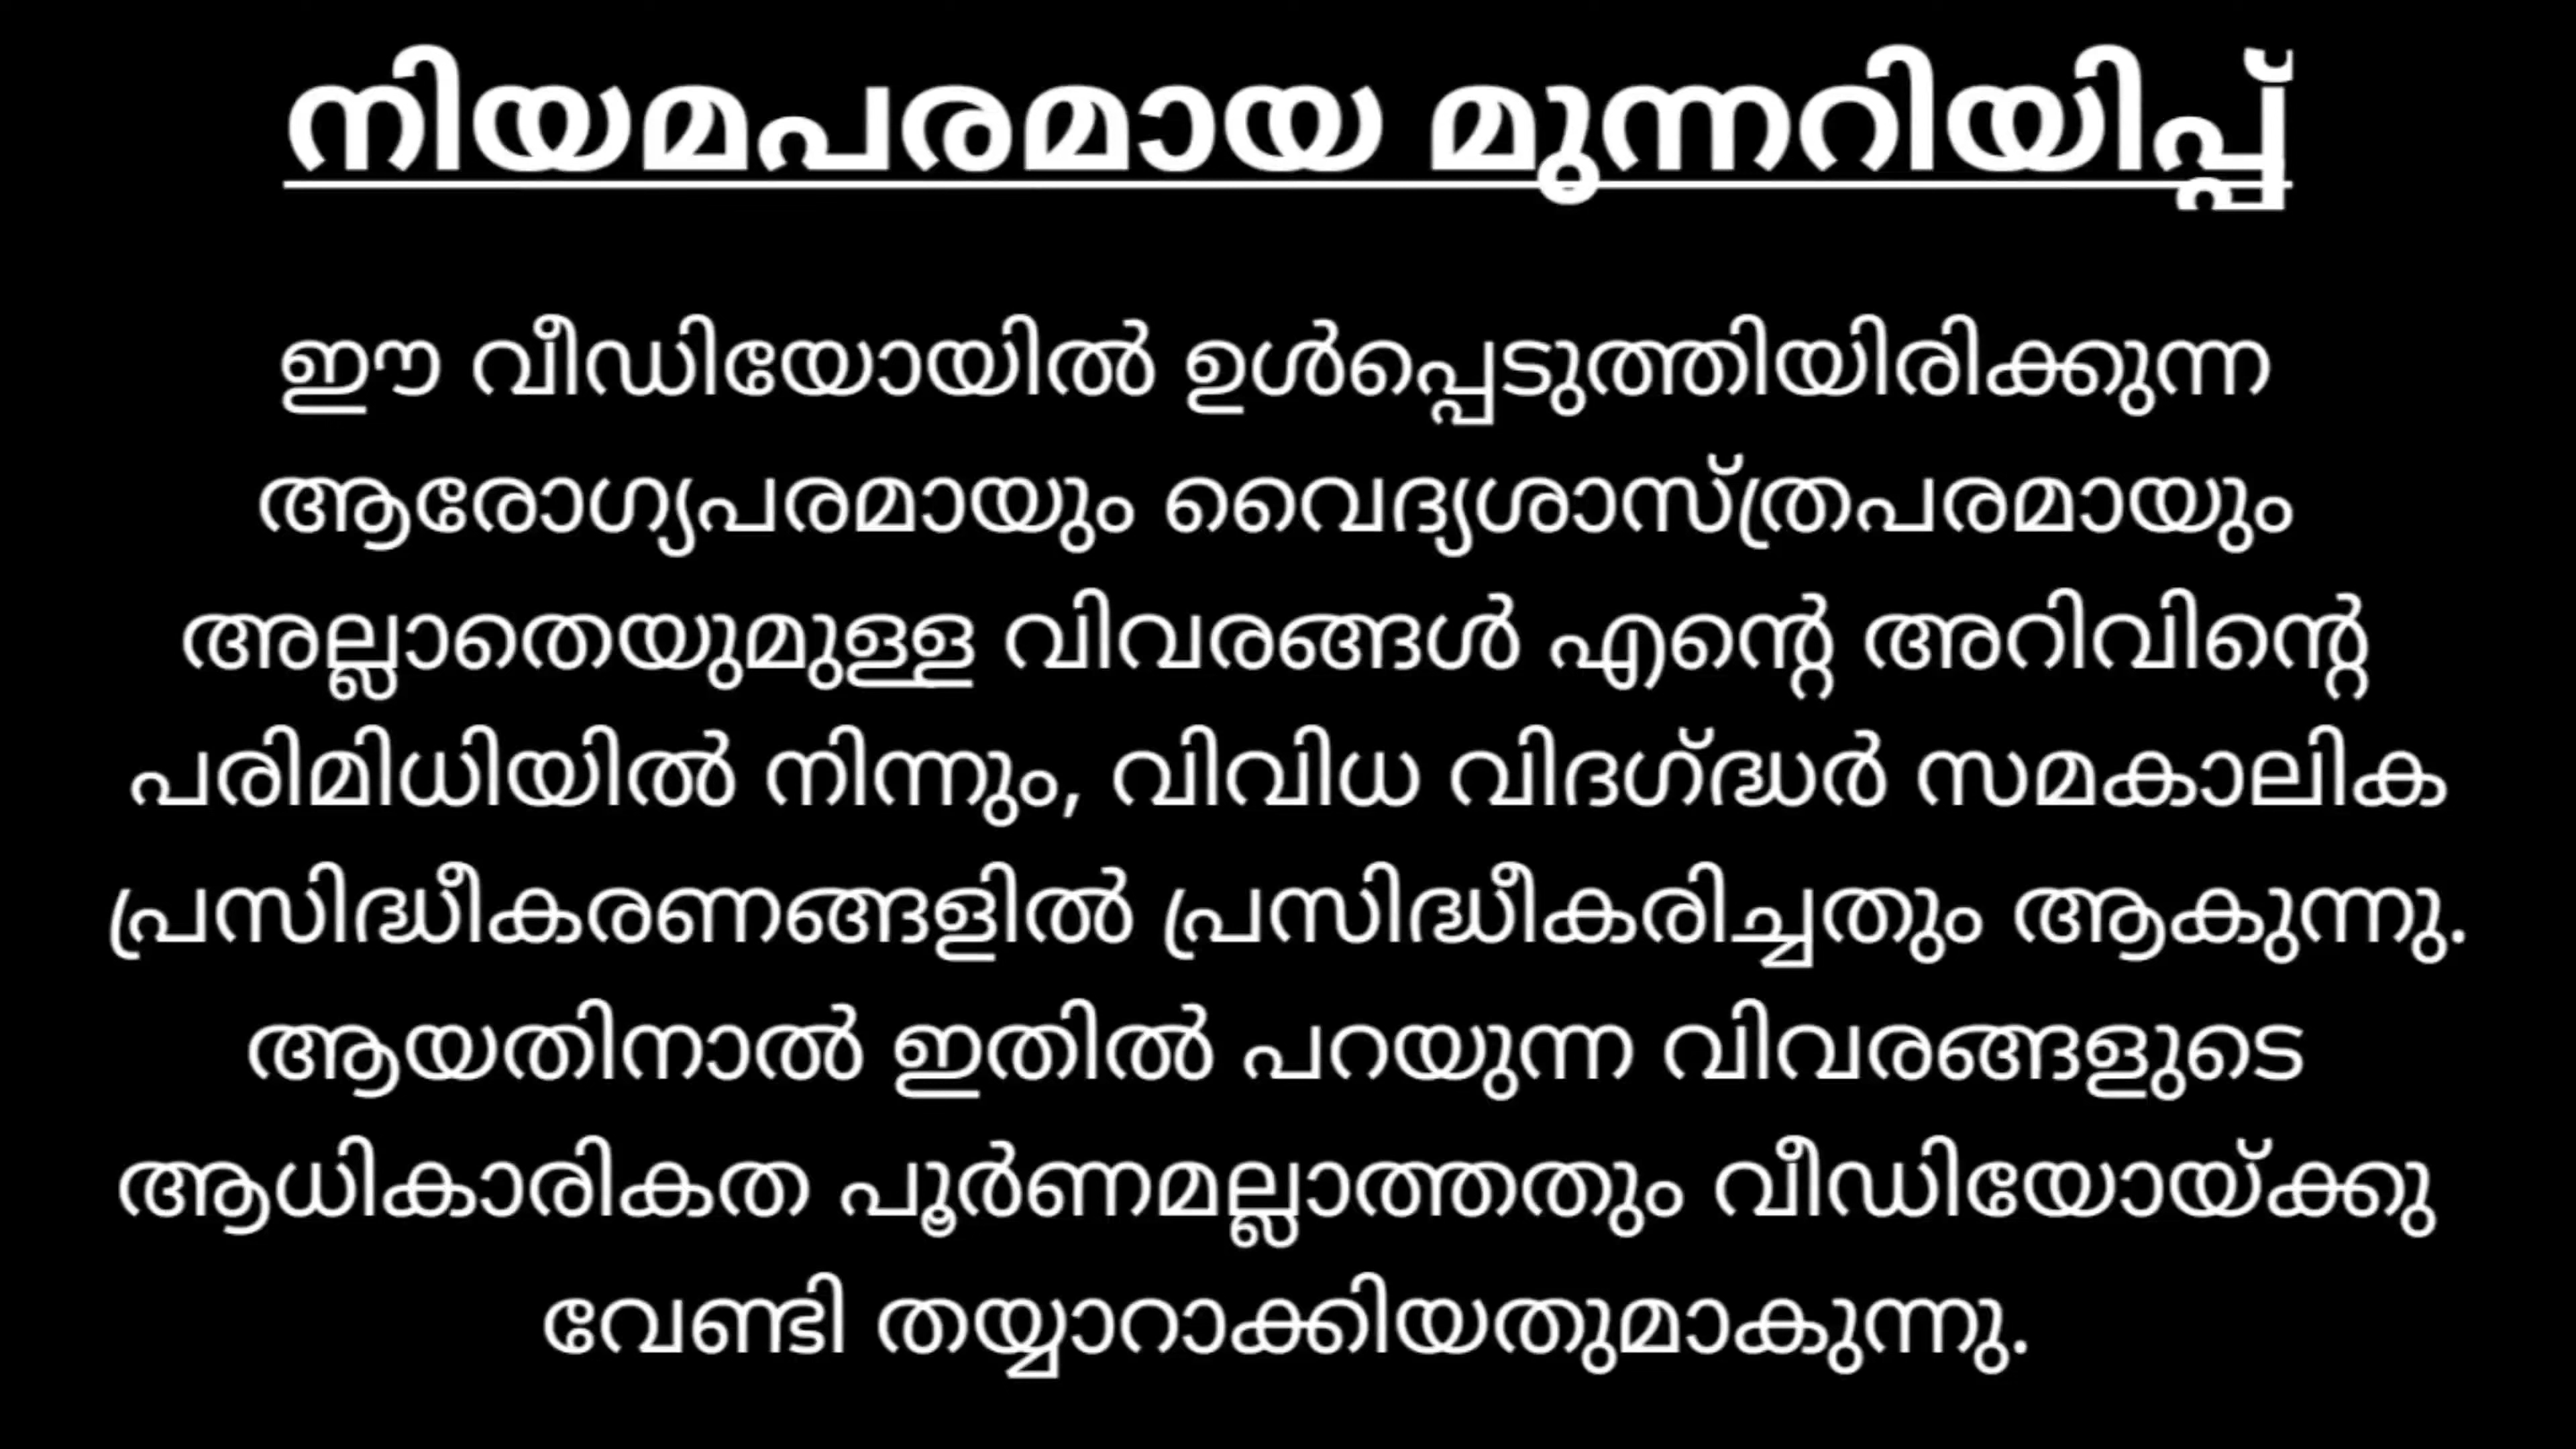 നിയമപരമായ മുന്നറിയിപ്പ്
ഈ വീഡിയോയിൽ ഉൾപ്പെടുത്തിയിരിക്കുന്ന
ആരോഗ്യപരമായും വൈദ്യശാസ്ത്രപരമായും
അല്ലാതെയുമുള്ള വിവരങ്ങൾ എന്റെ അറിവിന്റെ
പരിമിധിയിൽ നിന്നും, വിവിധ വിദഗ്ദ്ധർ സമകാലിക
പ്രസിദ്ധീകരണങ്ങളിൽ പ്രസിദ്ധീകരിച്ചതും ആകുന്നു.
ആയതിനാൽ ഇതിൽ പറയുന്ന വിവരങ്ങളുടെ
ആധികാരികത പൂർണമല്ലാത്തതും വീഡിയോയ്ക്കു
വേണ്ടി തയ്യാറാക്കിയതുമാകുന്നു.